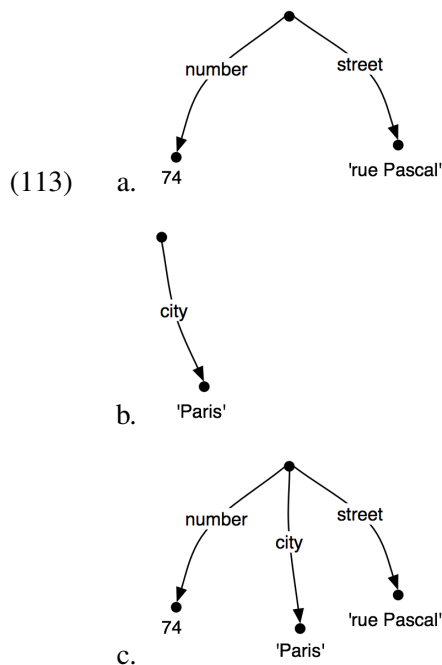 number street
(113) a. 74 'rue Pascal'
city
b. 'Paris'
number city street
74 'Paris' 'rue Pascal'
c.